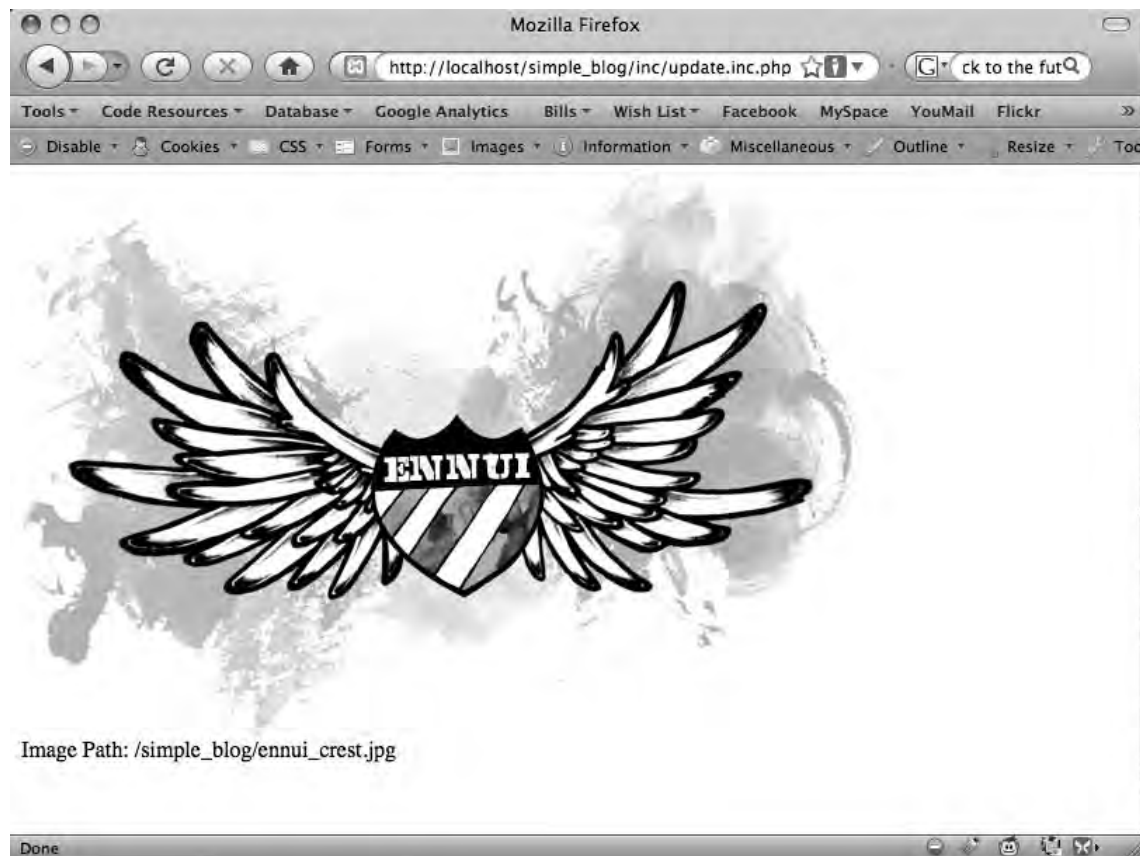 Mozilla Firefox
http://localhost/simple_blog/inc/update.inc.php G ck to the fut
Tools Code Resources Database Google Analytics Bills Wish List Facebook MySpace YouMail Flickr »
Disable Cookies CSS Forms Images Information Miscellaneous Outline Resize Too
ENNUI
Image Path: /simple_blog/ennui_crest.jpg
Done